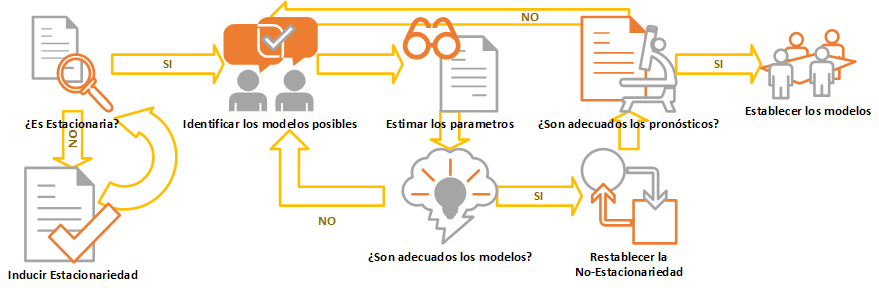 NO
SI
SI
¿Es Estacionaria?
Identificar los modelos posibles
Estimar los parametros
¿Son adecuados los pronósticos?
Establecer los modelos
NO
NO
SI
Inducir Estacionariedad
¿Son adecuados los modelos?
Restablecer la
No-Estacionariedad